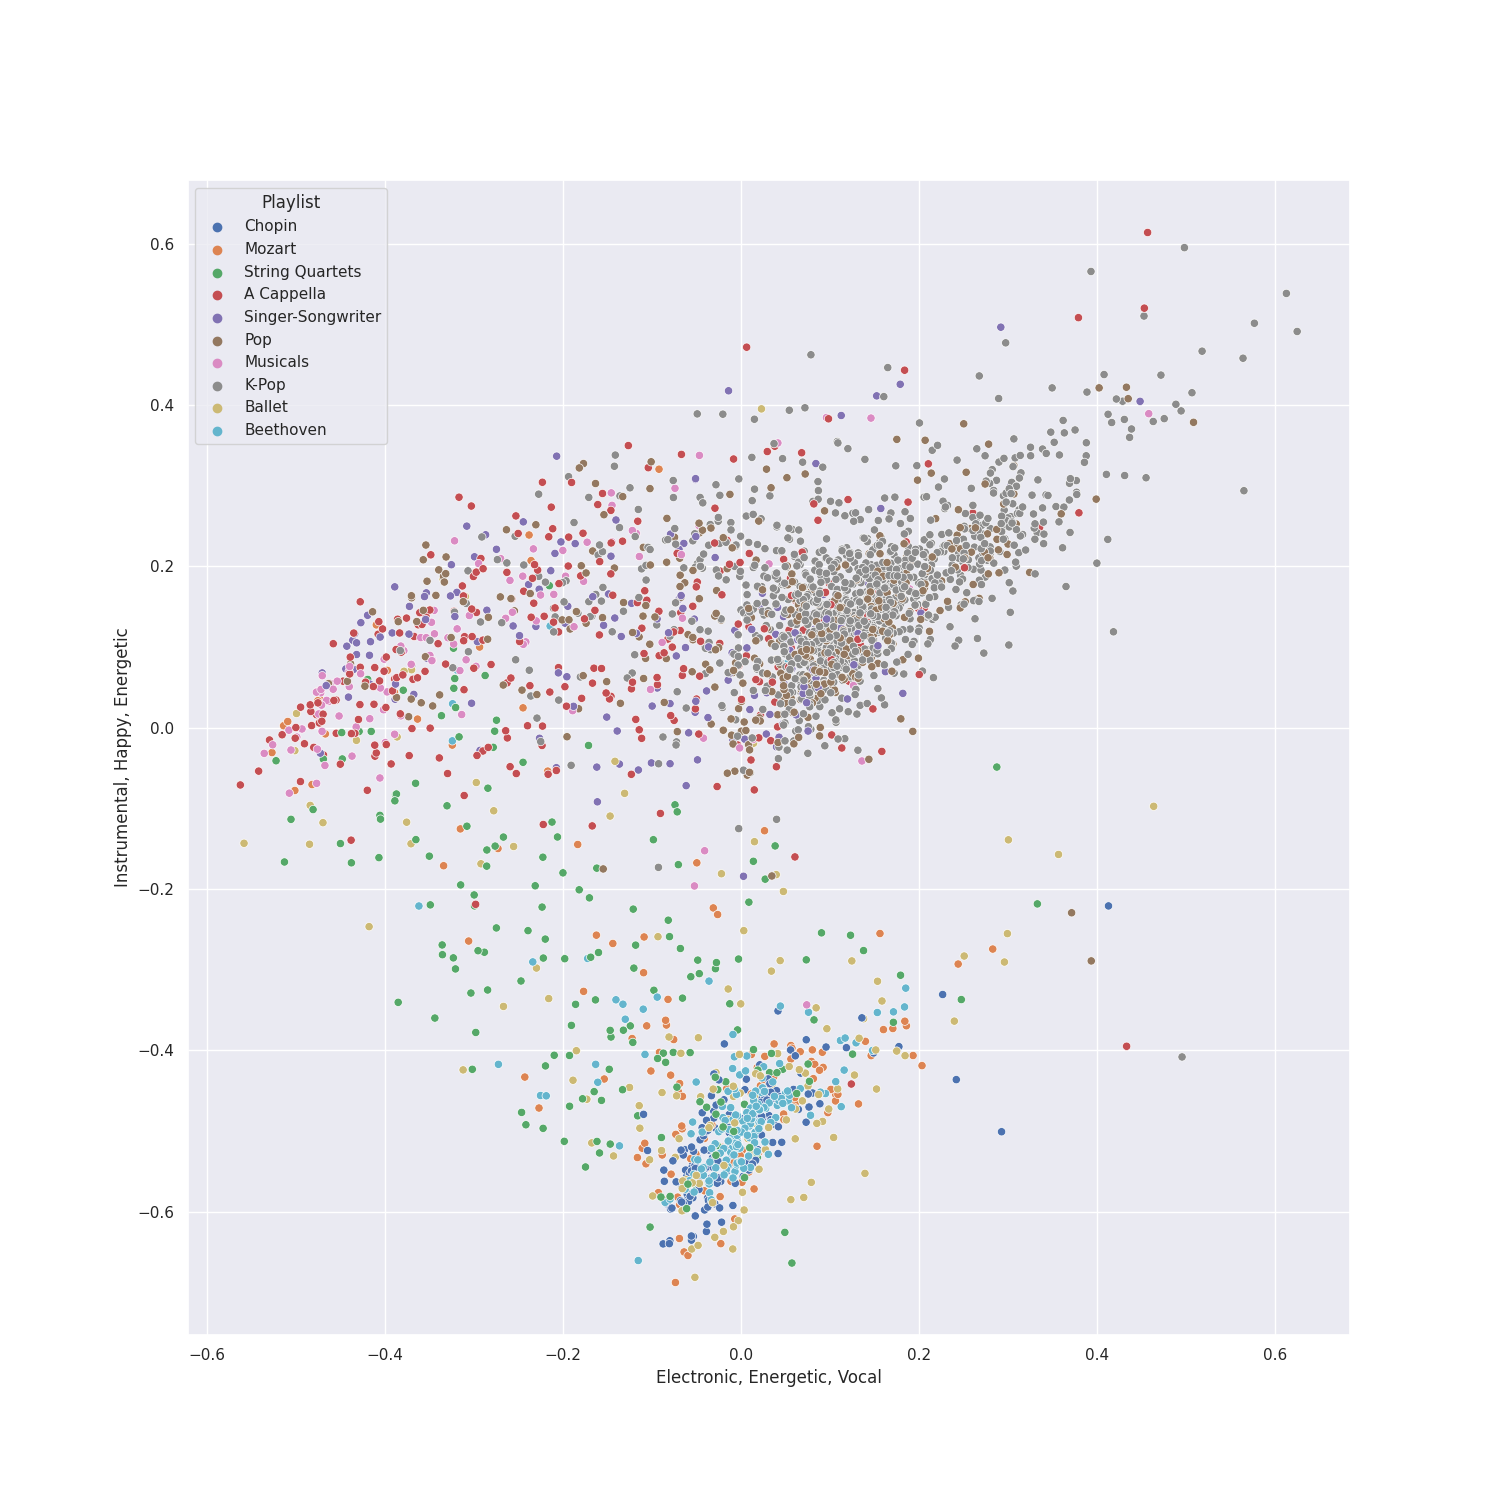 Playlist
Chopin
Mozart
String Quartets
A Cappella
Singer-Songwriter
Pop
Musicals
K-Pop
Ballet
Beethoven
0.6
0.4
0.2
0.0
−0.2
−0.4
−0.6
Instrumental, Happy, Energetic
−0.6 −0.4 −0.2 0.0 0.2 0.4 0.6
Electronic, Energetic, Vocal